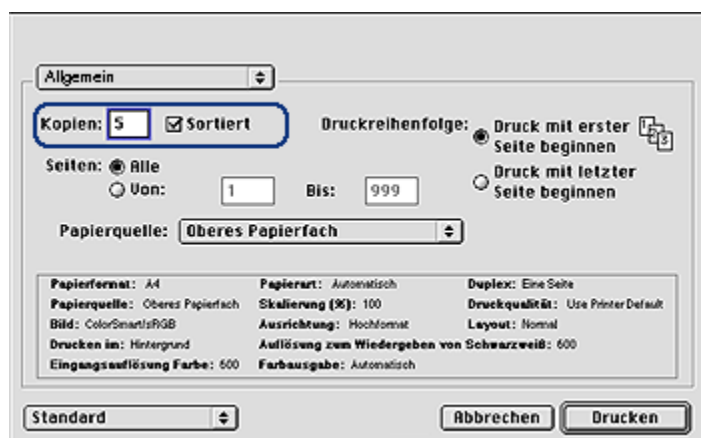 Allgemein
Kopien: 5 Sortiert
Druckreihenfolge: Druck mit erster
Seite beginnen
1
3
Seiten: Alle
Von: 1 Bis: 999
Druck mit letzter
Seite beginnen
Papierquelle: Oberes Papierfach
Papierformat: A4 Papierart: Automatisch Duplex: Eine Seite
Papierquelle: Oberes Papierfach Skalierung (%): 100 Druckqualität: Use Printer Default
Bild: ColorSmart/sRGB Ausrichtung: Hochformat Layout: Normal
Drucken im: Hintergrund Auflösung zum Wiedergeben von Schwarzweiß: 600
Eingangsauflösung Farbe: 600 Farbausgabe: Automatisch
Standard Abbrechen Drucken